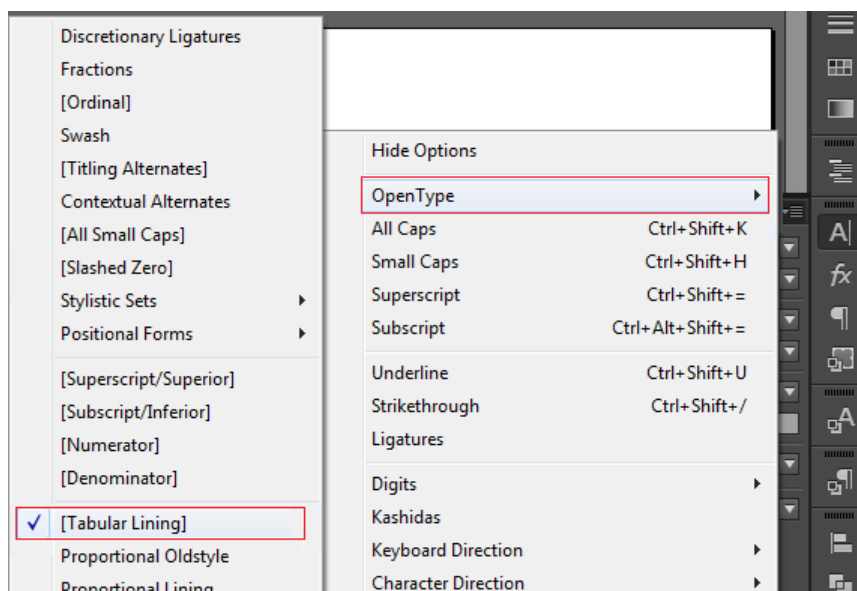 Discretionary Ligatures
Fractions
[Ordinal]
Swash
[Titling Alternates]
Contextual Alternates
[All Small Caps]
[Slashed Zero]
Stylistic Sets
Positional Forms
[Superscript/Superior]
[Subscript/Inferior]
[Numerator]
[Denominator]
[Tabular Lining]
Proportional Oldstyle
Proportional Lining
Hide Options
OpenType
All Caps Ctrl+Shift+K
Small Caps Ctrl+Shift+H
Superscript Ctrl+Shift+=
Subscript Ctrl+Alt+Shift+=
Underline Ctrl+Shift+U
Strikethrough Ctrl+Shift+/
Ligatures
Digits
Kashidas
Keyboard Direction
Character Direction
A
fx
A